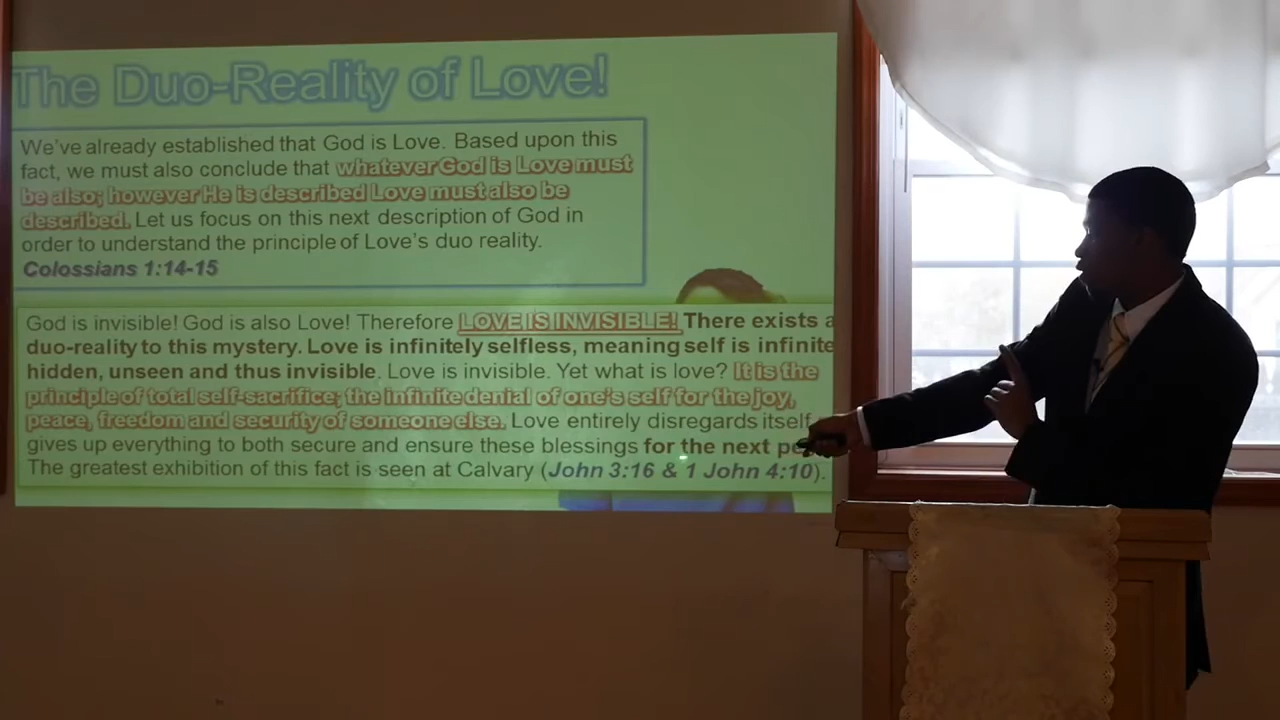 The Duo-Reality of Love!
We've already established that God is Love. Based upon this
fact, we must also conclude that whatever God is Love must
be also; however He is described Love must also be
described. Let us focus on this next description of God in
order to understand the principle of Love's duo reality.
Colossians 1:14-15
God is invisible! God is also Love! Therefore LOVE IS INVISIBLE! There exists a
duo-reality to this mystery. Love is infinitely selfless, meaning self is infinite
hidden, unseen and thus invisible. Love is invisible. Yet what is love? It is the
principle of total self-sacrifice; the infinite denial of one's self for the joy,
peace, freedom and security of someone else. Love entirely disregards itself
gives up everything to both secure and ensure these blessings for the next
The greatest exhibition of this fact is seen at Calvary (John 3:16 & 1 John 4:10).